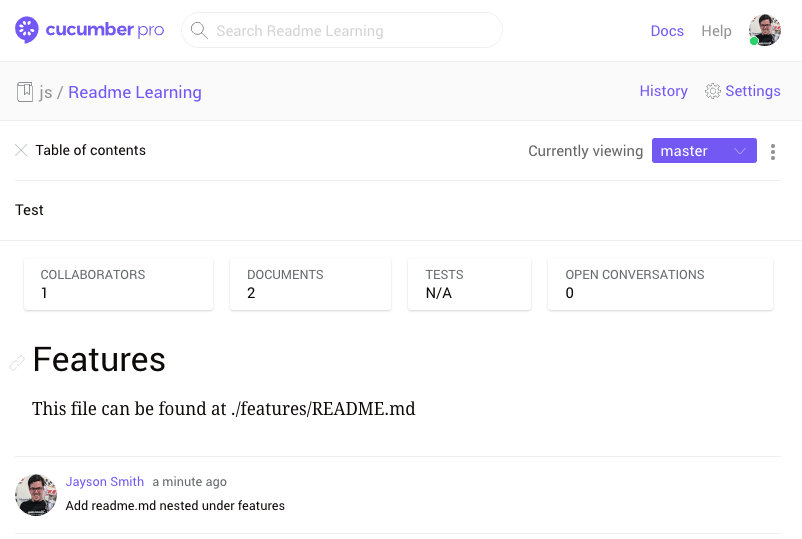 cucumber pro
Search Readme Learning
Docs
Help
js / Readme Learning
History
Settings
Table of contents
Currently viewing
master
Test
COLLABORATORS
1
DOCUMENTS
2
TESTS
N/A
OPEN CONVERSATIONS
0
Features
This file can be found at ./features/README.md
Jayson Smith a minute ago
Add readme.md nested under features